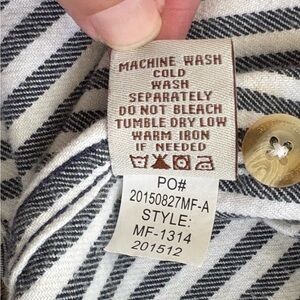 MACHINE WASH
COLD
WASH
SEPARATELY
DO NOT BLEACH
TUMBLE DRY LOW
WARM IRON
IF NEEDED
PO#
20150827MF-A
STYLE:
MF-1314
201512